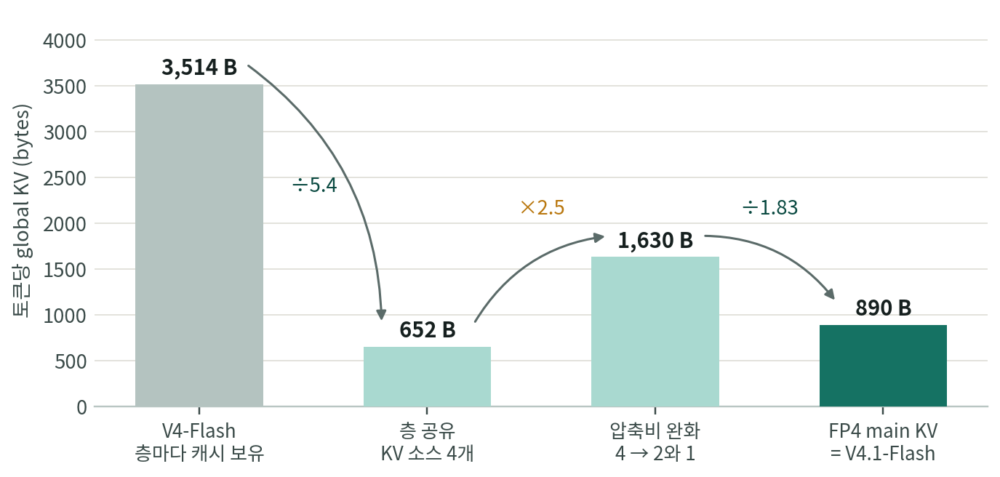 토큰당 global KV (bytes)
4000
3500
3000
2500
2000
1500
1000
500
0
3,514 B
÷5.4
652 B
×2.5
1,630 B
÷1.83
890 B
V4-Flash
층마다 캐시 보유
층 공유
KV 소스 4개
압축비 완화
4 → 2와 1
FP4 main KV
= V4.1-Flash